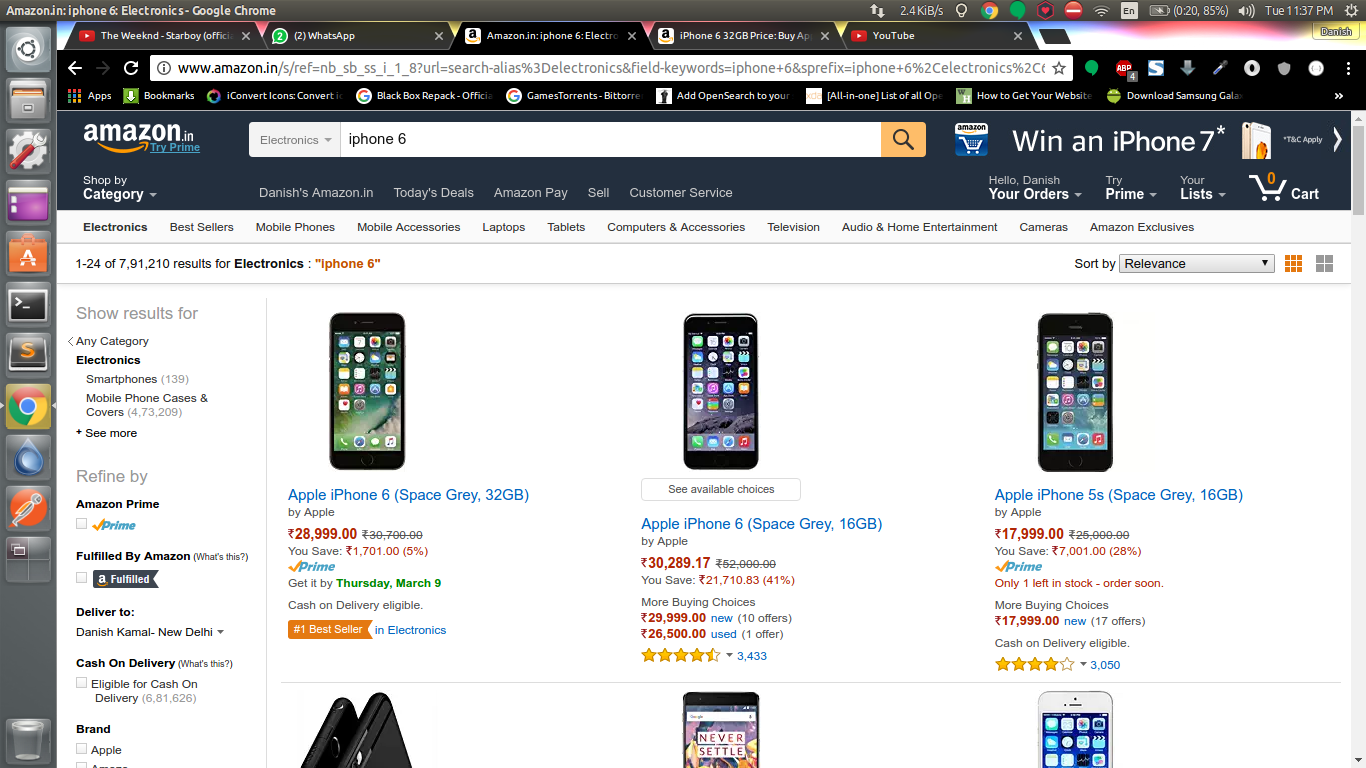 Amazon.in: iphone 6: Electronics - Google Chrome
2.4 KiB/s
En
(0:20, 85%)
Tue 11:37 PM
The Weeknd - Starboy (offici
(2) WhatsApp
Amazon.in: iphone 6: Electro
iPhone 6 32GB Price: Buy Ap
YouTube
Danish
www.amazon.in/s/ref=nb_sb_ss_i_1_8?url=search-alias%3Delectronics&field-keywords=iphone+6&sprefix=iphone+6%2Celectronics%2C
ABP
4
Apps
Bookmarks
iConvert Icons: Convert ic
Black Box Repack - Officia
GamesTorrents - Bittorre
Add OpenSearch to your
[All-in-one] List of all Ope
How to Get Your Website
Download Samsung Gala
»
amazon.in
Try Prime
Electronics
iphone 6
amazon
Win an iPhone 7*
*T&C Apply
Shop by
Category
Danish's Amazon.in
Today's Deals
Amazon Pay
Sell
Customer Service
Hello, Danish
Your Orders
Try
Prime
Your
Lists
0
Cart
Electronics
Best Sellers
Mobile Phones
Mobile Accessories
Laptops
Tablets
Computers & Accessories
Television
Audio & Home Entertainment
Cameras
Amazon Exclusives
1-24 of 7,91,210 results for Electronics : "iphone 6"
Sort by Relevance
Show results for
Any Category
Electronics
Smartphones (139)
Mobile Phone Cases &
Covers (4,73,209)
+ See more
Refine by
Amazon Prime
Prime
Fulfilled By Amazon (What's this?)
a Fulfilled
Deliver to:
Danish Kamal- New Delhi
Cash On Delivery (What's this?)
Eligible for Cash On
Delivery (6,81,626)
Brand
Apple
Apple iPhone 6 (Space Grey, 32GB)
by Apple
₹28,999.00 ₹30,700.00
You Save: ₹1,701.00 (5%)
Prime
Get it by Thursday, March 9
Cash on Delivery eligible.
#1 Best Seller in Electronics
See available choices
Apple iPhone 6 (Space Grey, 16GB)
by Apple
₹30,289.17 ₹52,000.00
You Save: ₹21,710.83 (41%)
More Buying Choices
₹29,999.00 new (10 offers)
₹26,500.00 used (1 offer)
3,433
Apple iPhone 5s (Space Grey, 16GB)
by Apple
₹17,999.00 ₹25,000.00
You Save: ₹7,001.00 (28%)
Prime
Only 1 left in stock - order soon.
More Buying Choices
₹17,999.00 new (17 offers)
Cash on Delivery eligible.
3,050
Google
NEVER
SETTLE